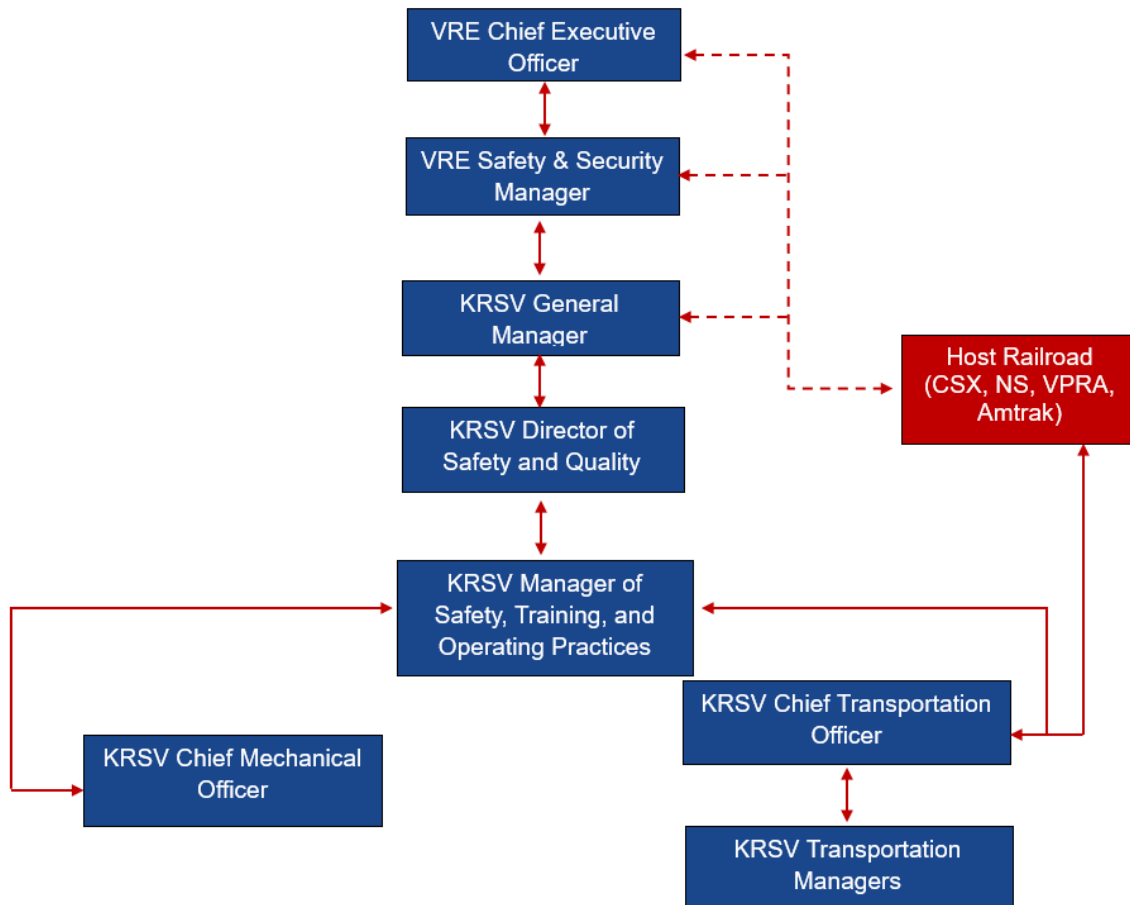 VRE Chief Executive
Officer
VRE Safety & Security
Manager
KRSV General
Manager
Host Railroad
(CSX, NS, VPRA,
Amtrak)
KRSV Director of
Safety and Quality
KRSV Manager of
Safety, Training, and
Operating Practices
KRSV Chief Transportation
Officer
KRSV Chief Mechanical
Officer
KRSV Transportation
Managers